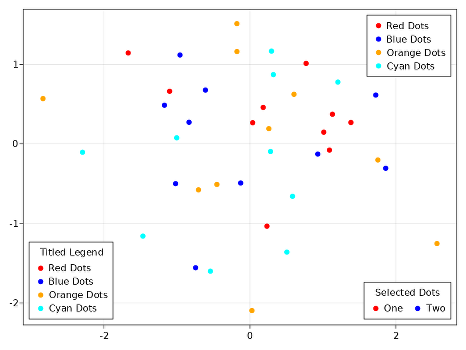 Red Dots
Blue Dots
Orange Dots
Cyan Dots
1
0
-1
-2
Titled Legend
Red Dots
Blue Dots
Orange Dots
Cyan Dots
Selected Dots
One Two
-2 0 2